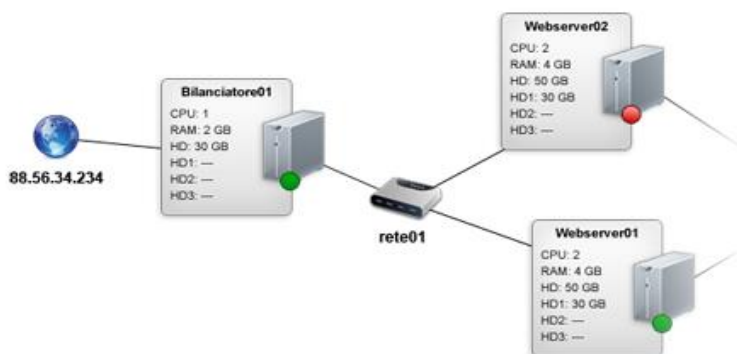 88.56.34.234
Bilanciatore01
CPU: 1
RAM: 2 GB
HD: 30 GB
HD1: —
HD2: —
HD3: —
rete01
Webserver02
CPU: 2
RAM: 4 GB
HD: 50 GB
HD1: 30 GB
HD2: —
HD3: —
Webserver01
CPU: 2
RAM: 4 GB
HD: 50 GB
HD1: 30 GB
HD2: —
HD3: —